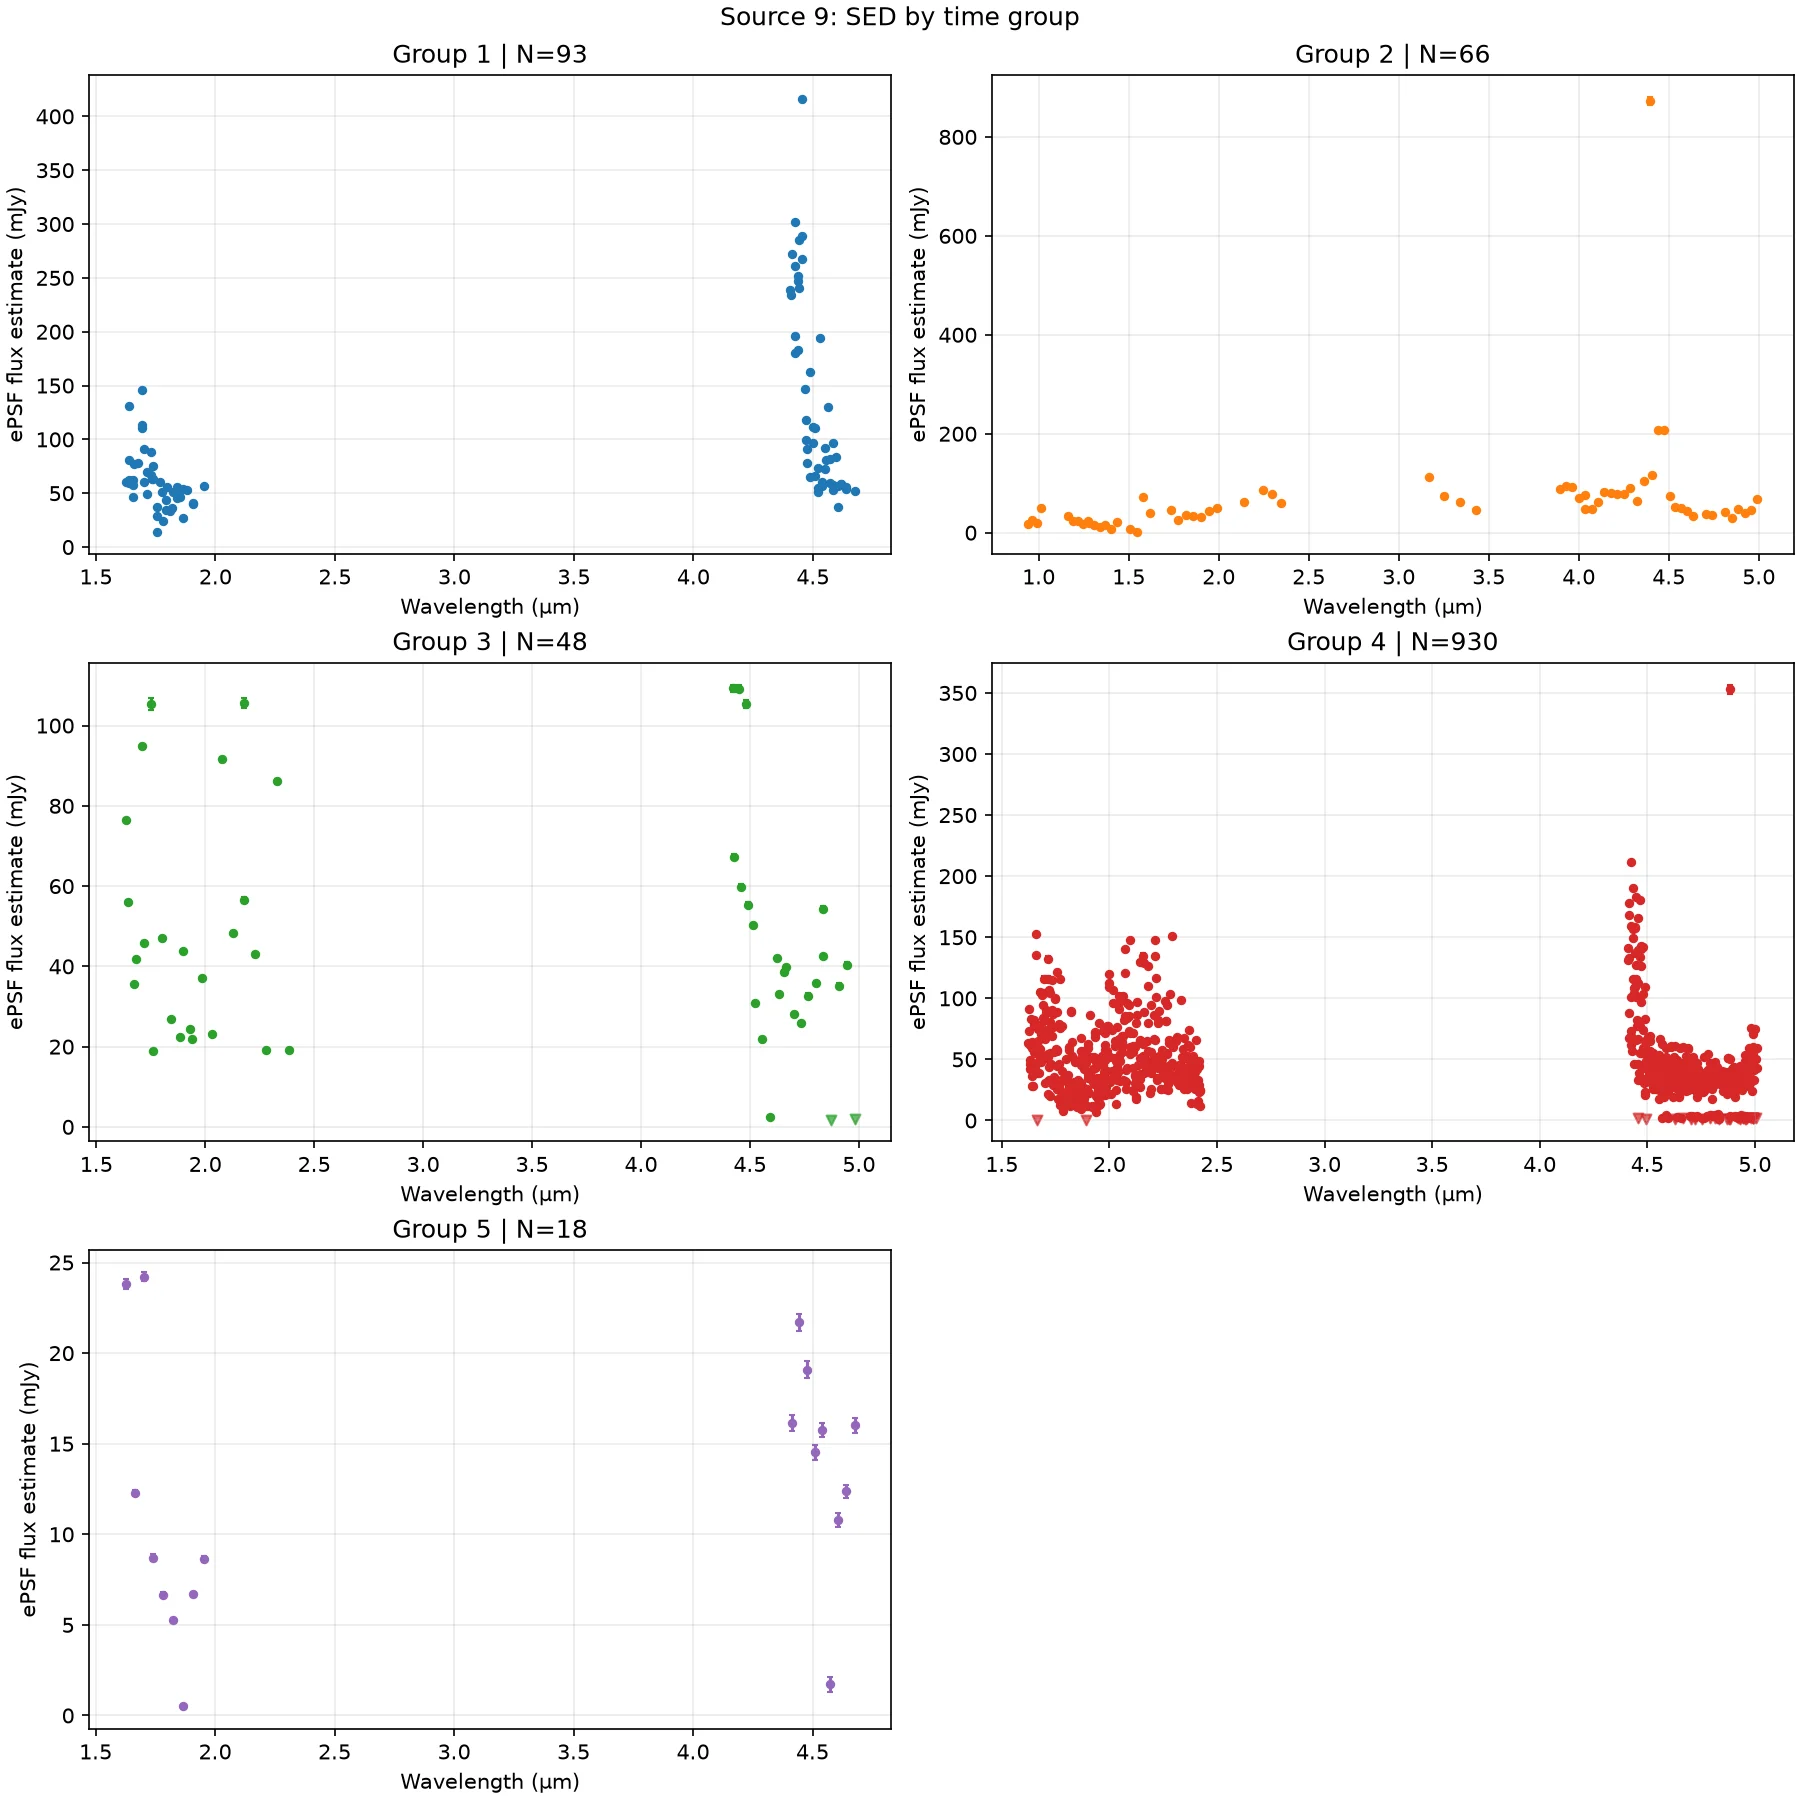 Source 9: SED by time group
Group 1 | N=93
400
350
300
250
200
150
100
50
0
ePSF flux estimate (mJy)
1.5 2.0 2.5 3.0 3.5 4.0 4.5
Wavelength (μm)
Group 2 | N=66
800
600
400
200
0
ePSF flux estimate (mJy)
1.0 1.5 2.0 2.5 3.0 3.5 4.0 4.5 5.0
Wavelength (μm)
Group 3 | N=48
100
80
60
40
20
0
ePSF flux estimate (mJy)
1.5 2.0 2.5 3.0 3.5 4.0 4.5 5.0
Wavelength (μm)
Group 4 | N=930
350
300
250
200
150
100
50
0
ePSF flux estimate (mJy)
1.5 2.0 2.5 3.0 3.5 4.0 4.5 5.0
Wavelength (μm)
Group 5 | N=18
25
20
15
10
5
0
ePSF flux estimate (mJy)
1.5 2.0 2.5 3.0 3.5 4.0 4.5
Wavelength (μm)